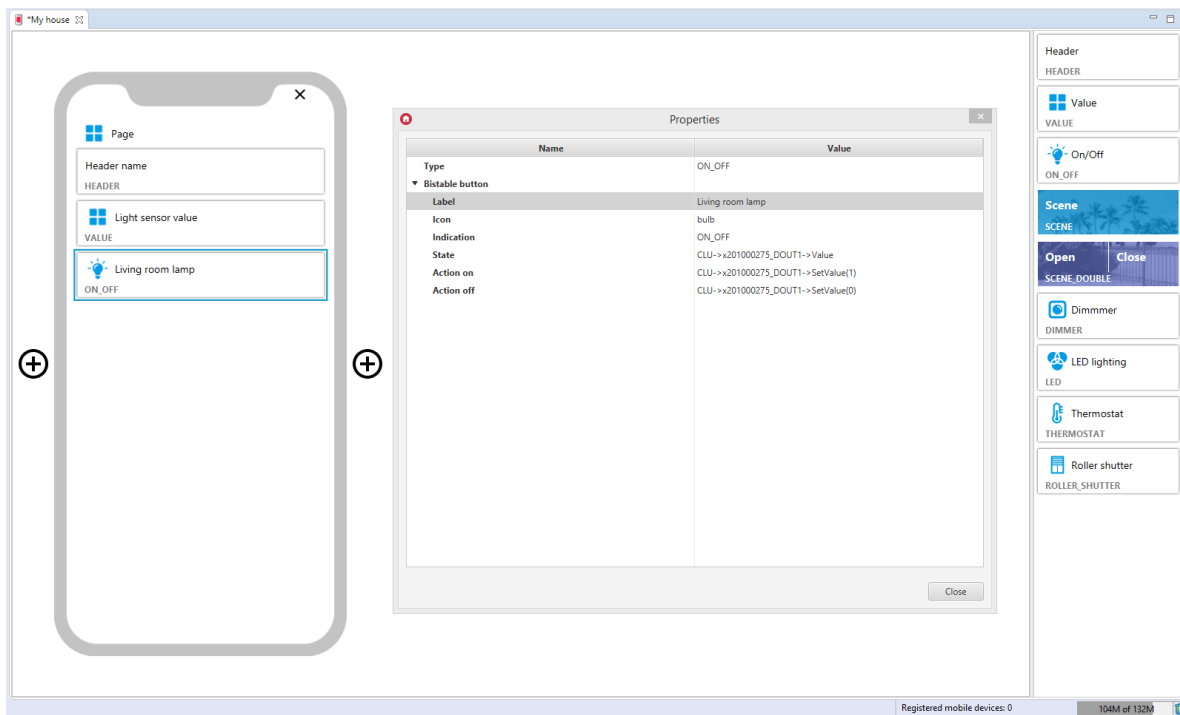 *My house
Page
Header name
HEADER
Light sensor value
VALUE
Living room lamp
ON_OFF
Properties
Name Value
Type ON_OFF
Bistable button
Label Living room lamp
Icon bulb
Indication ON_OFF
State CLU->x201000275_DOUT1->Value
Action on CLU->x201000275_DOUT1->SetValue(1)
Action off CLU->x201000275_DOUT1->SetValue(0)
Close
Header
HEADER
Value
VALUE
On/Off
ON_OFF
Scene
SCENE
Open Close
SCENE_DOUBLE
Dimmmer
DIMMER
LED lighting
LED
Thermostat
THERMOSTAT
Roller shutter
ROLLER_SHUTTER
Registered mobile devices: 0
104M of 132M